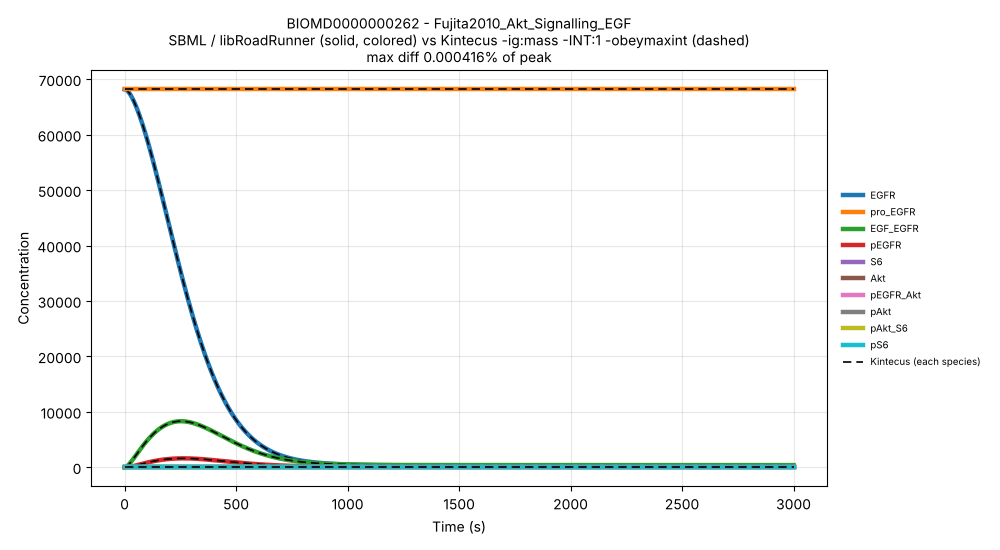 BIOMD0000000262 - Fujita2010_Akt_Signalling_EGF
SBML / libRoadRunner (solid, colored) vs Kintecus -ig:mass -INT:1 -obeymaxint (dashed)
max diff 0.000416% of peak
Concentration
70000
60000
50000
40000
30000
20000
10000
0
0
500
1000
1500
2000
2500
3000
Time (s)
EGFR
pro_EGFR
EGF_EGFR
pEGFR
S6
Akt
pEGFR_Akt
pAkt
pAkt_S6
pS6
Kintecus (each species)